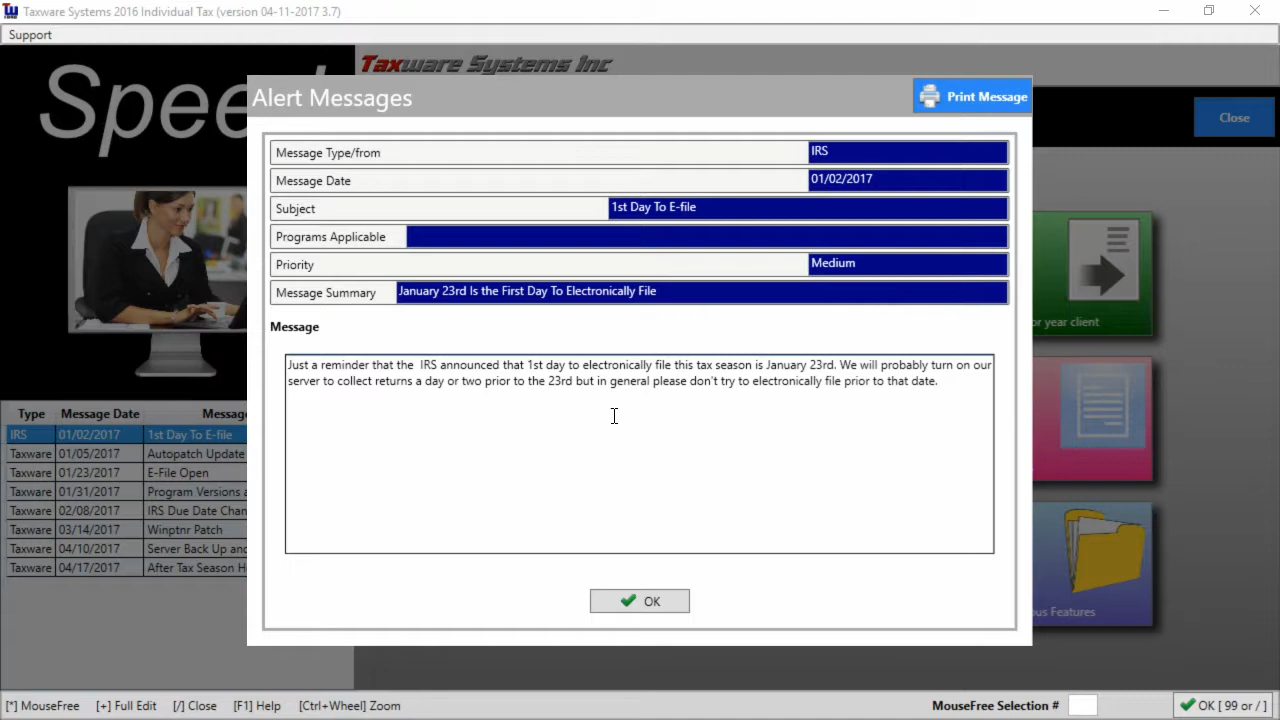 Taxware Systems 2016 Individual Tax (version 04-11-2017 3.7)
Support
Taxware Systems Inc
Alert Messages
Print Message
Close
Message Type/from IRS
Message Date 01/02/2017
Subject 1st Day To E-file
Programs Applicable
Priority Medium
Message Summary January 23rd Is the First Day To Electronically File
Message
Just a reminder that the  IRS announced that 1st day to electronically file this tax season is January 23rd. We will probably turn on our
server to collect returns a day or two prior to the 23rd but in general please don't try to electronically file prior to that date.
OK
year client
Features
Type Message Date
IRS 01/02/2017 1st Day To E-file
Taxware 01/05/2017 Autopatch Update
Taxware 01/23/2017 E-File Open
Taxware 01/31/2017 Program Versions
Taxware 02/08/2017 IRS Due Date
Taxware 03/14/2017 Winptnr Patch
Taxware 04/10/2017 Server Back Up
Taxware 04/17/2017 After Tax Season
[*] MouseFree [+] Full Edit [/] Close [F1] Help [Ctrl+Wheel] Zoom MouseFree Selection # OK [ 99 or / ]